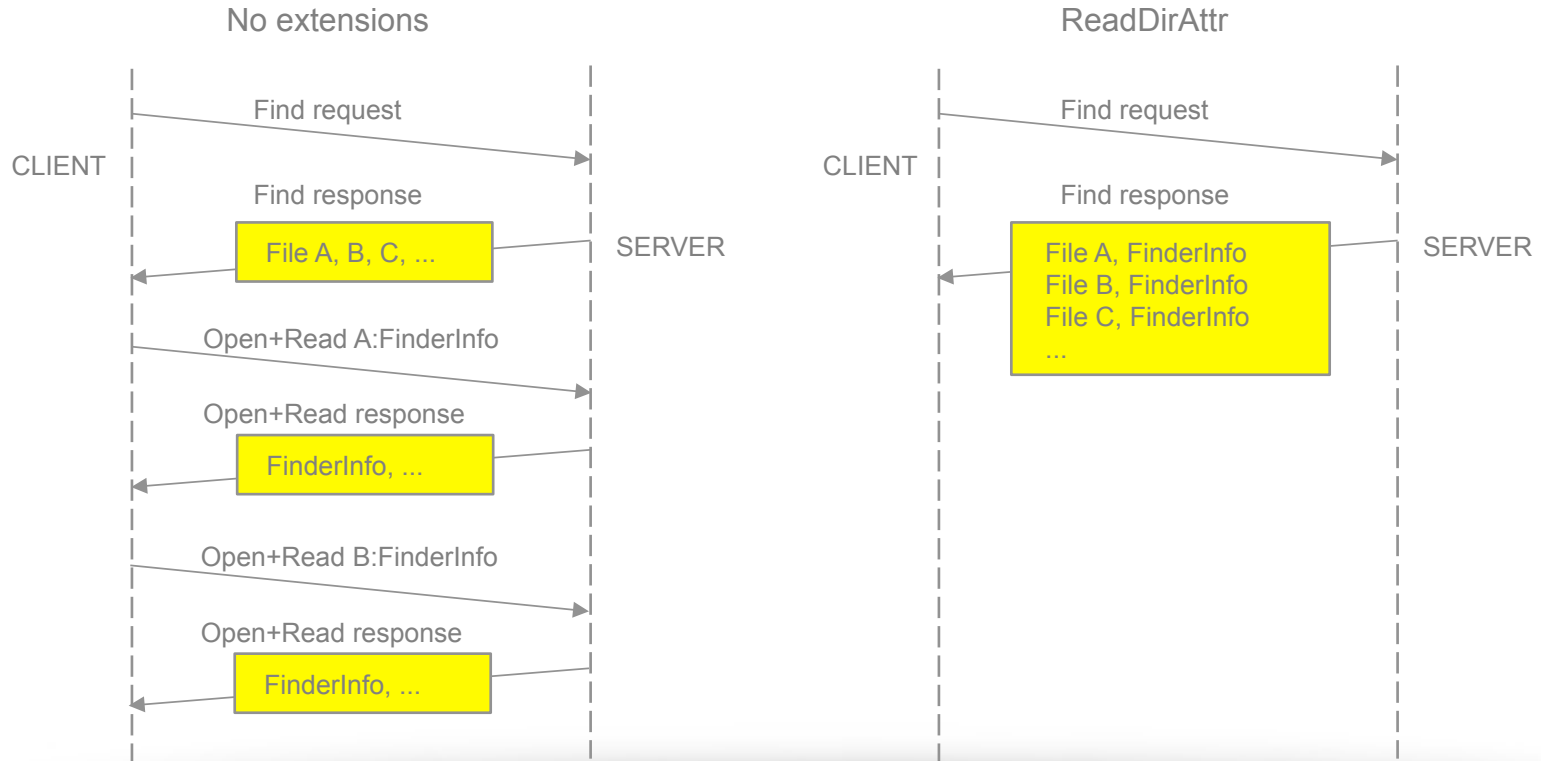 No extensions
Find request
CLIENT
Find response
File A, B, C, ...
SERVER
Open+Read A:FinderInfo
Open+Read response
FinderInfo, ...
Open+Read B:FinderInfo
Open+Read response
FinderInfo, ...
ReadDirAttr
Find request
CLIENT
Find response
File A, FinderInfo
File B, FinderInfo
File C, FinderInfo
...
SERVER